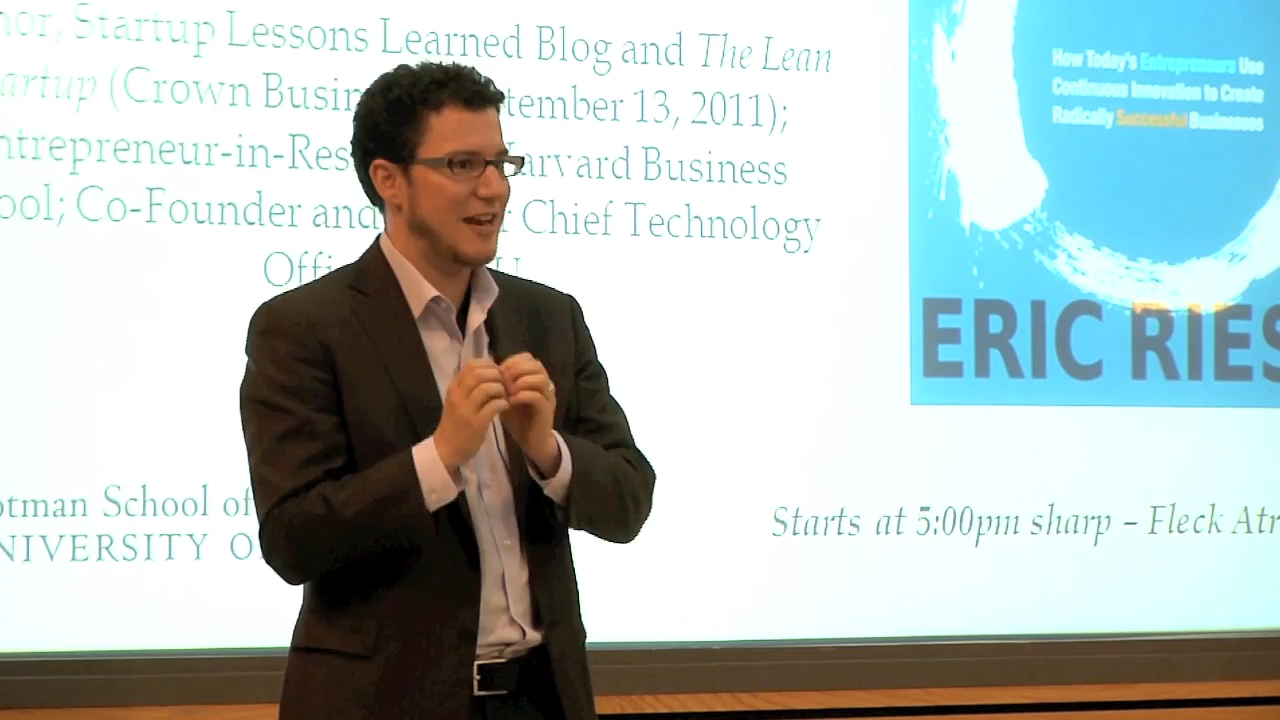 hor, Startup Lessons Learned Blog and The Lean
artup (Crown Busin tember 13, 2011);
ntrepreneur-in-Res Harvard Business
ool; Co-Founder and r Chief Technology
Offi U
otman School of
NIVERSITY O
Starts at 5:00pm sharp – Fleck Atr
How Today's Entrepreneurs Use
Continuous Innovation to Create
Radically Successful Businesses
ERIC RIES